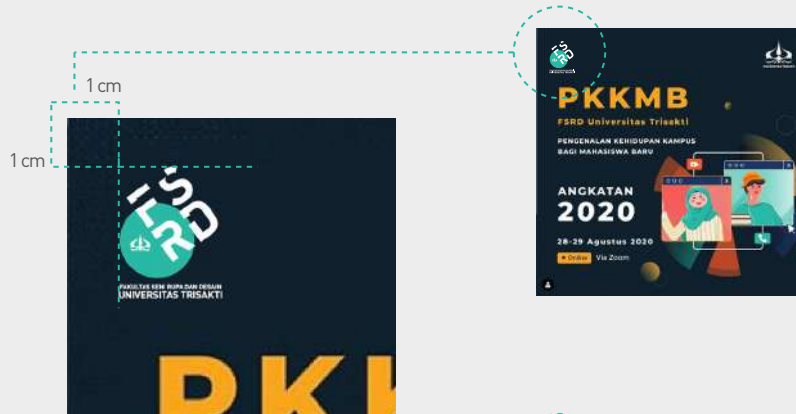 1 cm
1 cm
FSRD
FAKULTAS SENI RUPA DAN DESAIN
UNIVERSITAS TRISAKTI
PKK
FSRD
PKKMB
FSRD Universitas Trisakti
PENGENALAN KEHIDUPAN KAMPUS
BAGI MAHASISWA BARU
ANGKATAN
2020
28-29 Agustus 2020
Online Via Zoom